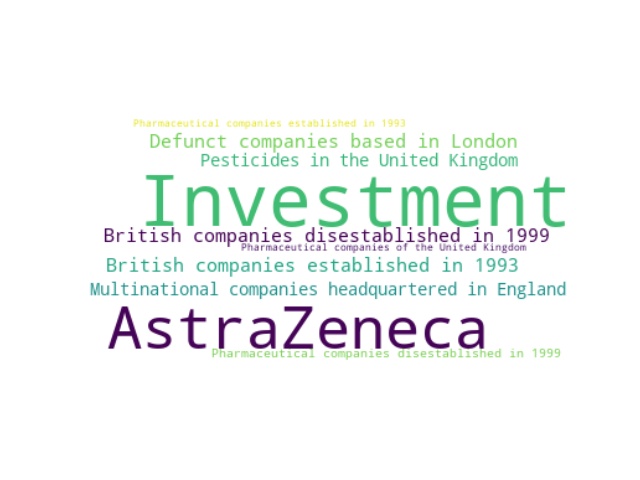 Pharmaceutical companies established in 1993
Defunct companies based in London
Pesticides in the United Kingdom
Investment
British companies disestablished in 1999
Pharmaceutical companies of the United Kingdom
British companies established in 1993
Multinational companies headquartered in England
AstraZeneca
Pharmaceutical companies disestablished in 1999